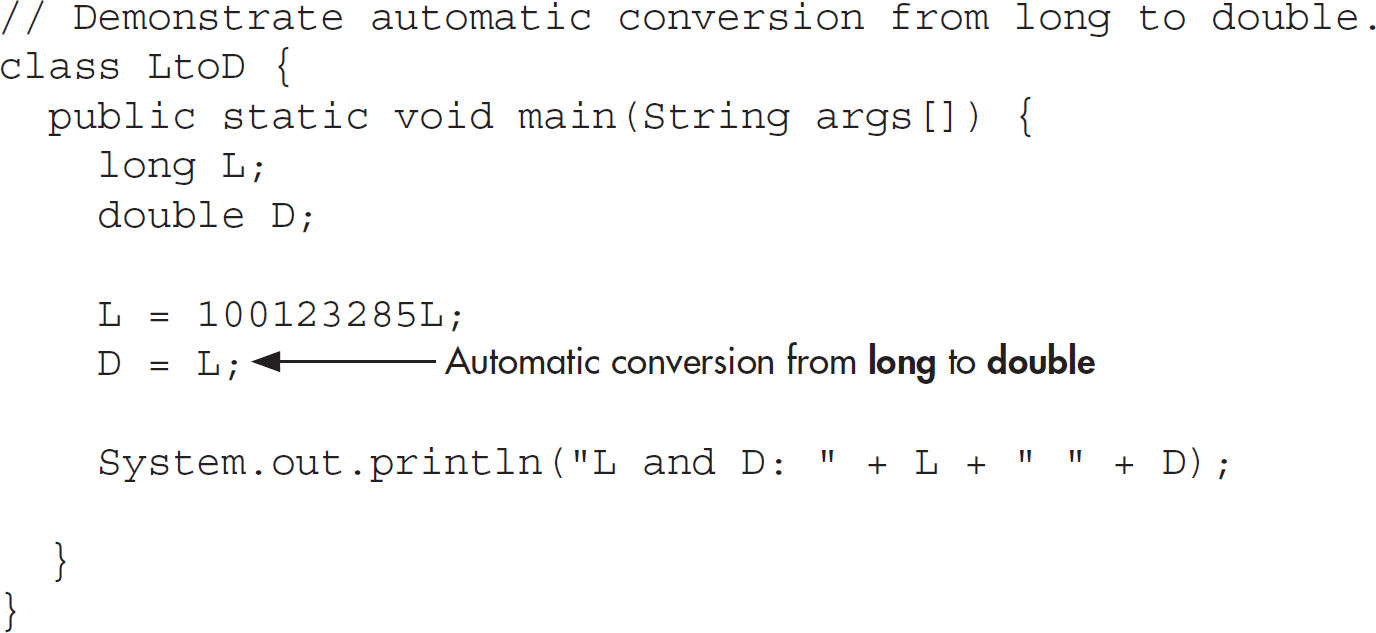 // Demonstrate automatic conversion from long to double.
class LtoD {
  public static void main(String args[]) {
    long L;
    double D;

    L = 100123285L;
    D = L; Automatic conversion from long to double

    System.out.println("L and D: " + L + " " + D);

  }
}